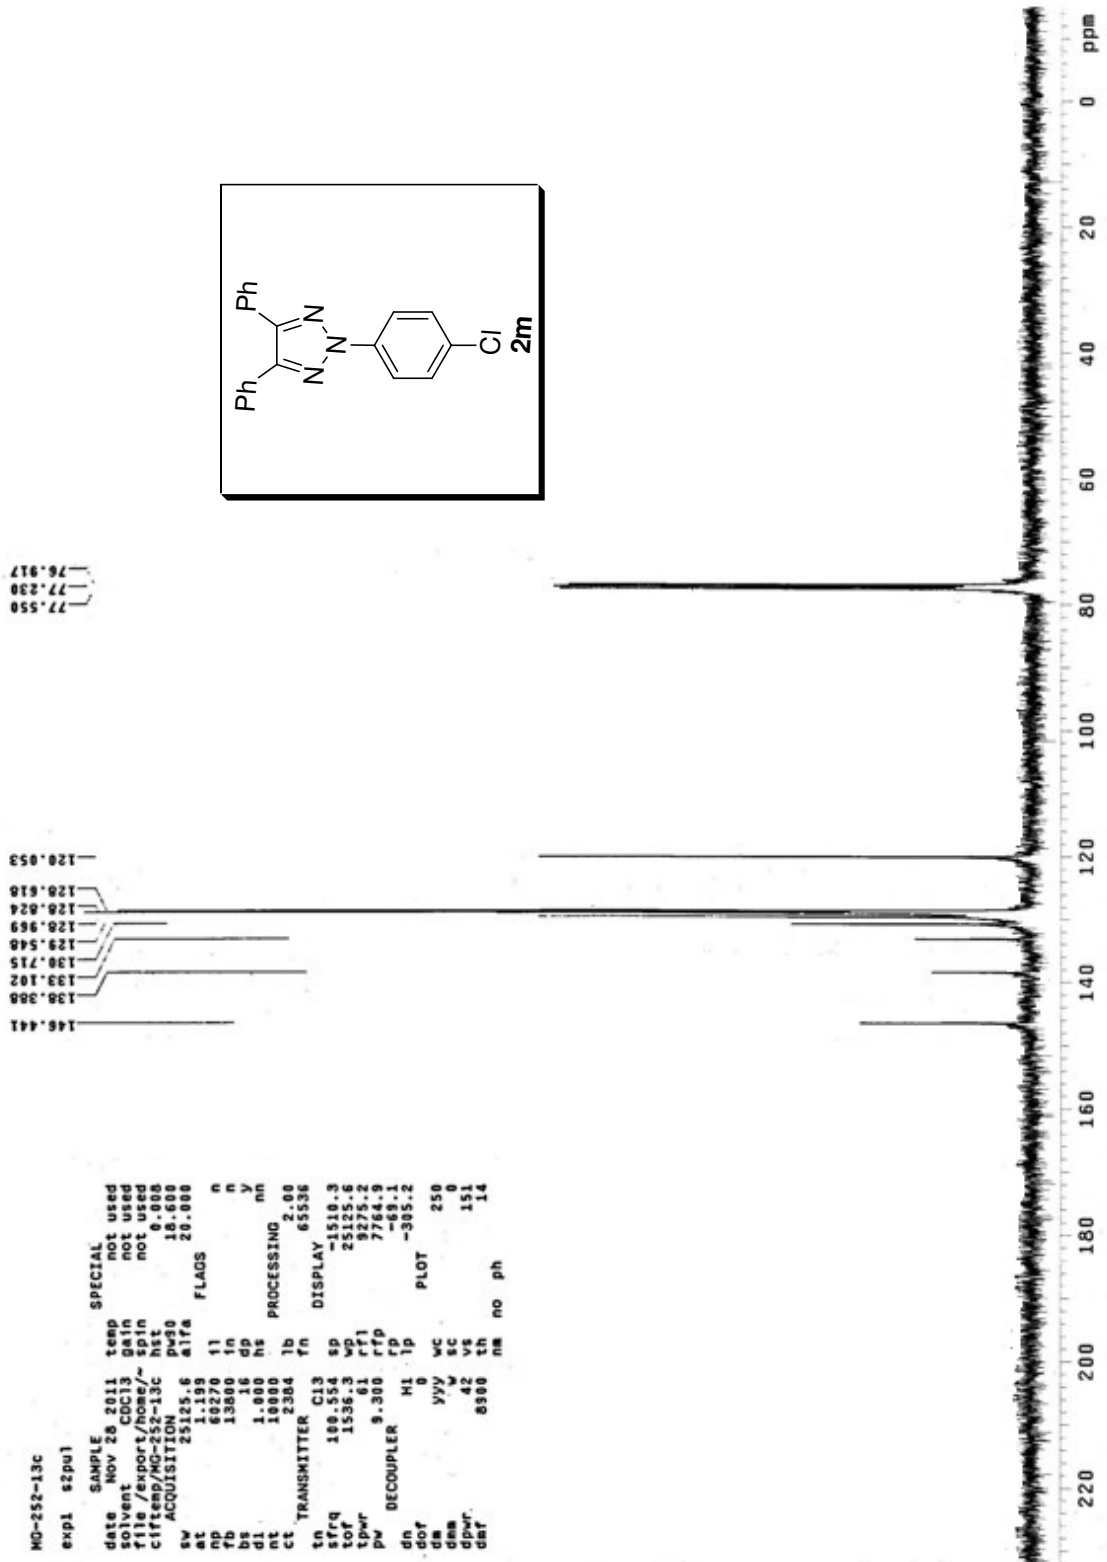 MG-252-13c
exp1 s2pul
SAMPLE
date Nov 28 2011
solvent CDCl3
file /export/home/~
ciftemp/MG-252-13c
ACQUISITION
sw 25125.6
at 1.199
np 60270
fb 13800
bs 16
d1 1.000
nt 10000
ct 2384
TRANSMITTER
tn C13
sfrq 100.554
tof 1536.3
tpwr 61
pw 9.300
DECOUPLER
dn H1
dof 0
dm yyy
dmm w
dpwr 42
dmf 8900
SPECIAL
temp not used
gain not used
spin not used
hst 0.008
pw90 18.600
alfa 20.000
FLAGS
il n
in n
dp y
hs nn
PROCESSING
lb 2.00
fn 65536
DISPLAY
sp -1510.3
wp 25125.6
rfl 9275.2
rfp 7764.9
rp -69.1
lp -305.2
PLOT
wc 250
sc 0
vs 151
th 14
nm no ph
146.441
138.388
133.102
130.715
129.548
128.969
128.824
128.618
120.053
77.550
77.230
76.917
Ph Ph
N N
N
Cl
2m
220 200 180 160 140 120 100 80 60 40 20 0 ppm